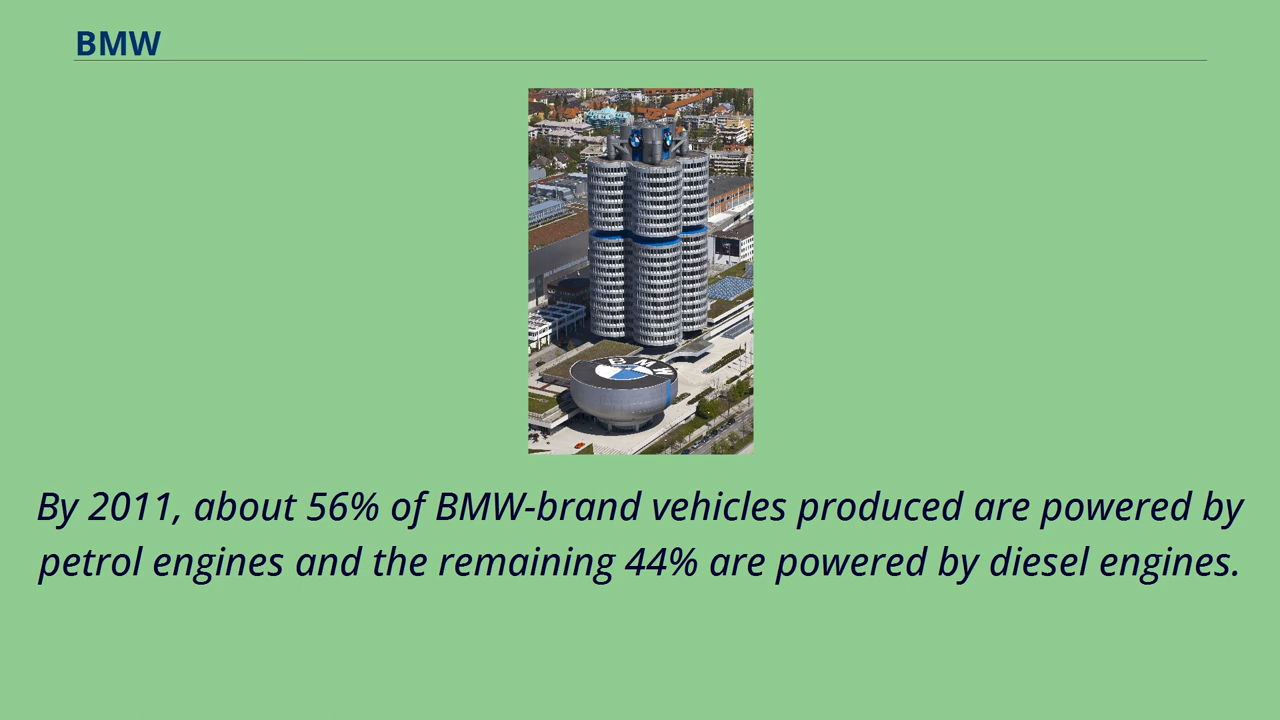 BMW
BMW
By 2011, about 56% of BMW-brand vehicles produced are powered by
petrol engines and the remaining 44% are powered by diesel engines.